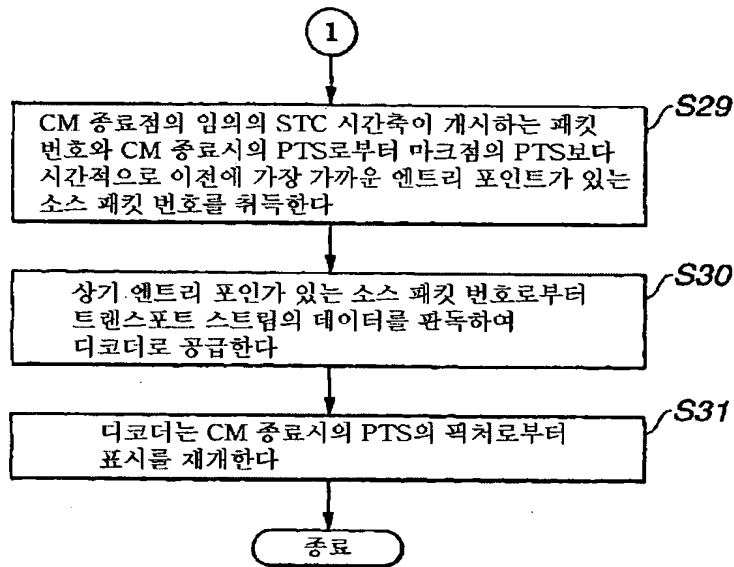 1
CM 종료점의 임의의 STC 시간축이 개시하는 패킷
번호와 CM 종료시의 PTS로부터 마크점의 PTS보다
시간적으로 이전에 가장 가까운 엔트리 포인트가 있는
소스 패킷 번호를 취득한다
S29
상기 엔트리 포인가 있는 소스 패킷 번호로부터
트랜스포트 스트림의 데이터를 판독하여
디코더로 공급한다
S30
디코더는 CM 종료시의 PTS의 픽처로부터
표시를 재개한다
S31
종료